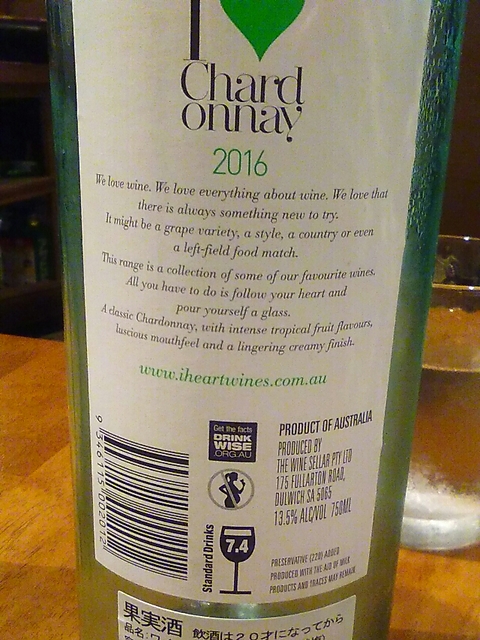 I
Chard
onnay
2016
We love wine. We love everything about wine. We love that
there is always something new to try.
It might be a grape variety, a style, a country or even
a left-field food match.
This range is a collection of some of our favourite wines.
All you have to do is follow your heart and
pour yourself a glass.
A classic Chardonnay, with intense tropical fruit flavours,
luscious mouthfeel and a lingering creamy finish.
www.iheartwines.com.au
9 346115 002012
Get the facts
DRINK
WISE
.ORG.AU
Standard Drinks
7.4
PRODUCT OF AUSTRALIA
PRODUCED BY
THE WINE SELLAR PTY LTD
175 FULLARTON ROAD,
DULWICH SA 5065
13.5% ALC/VOL 750ML
PRESERVATIVE (220) ADDED
PRODUCED WITH THE AID OF MILK
PRODUCTS AND TRACES MAY REMAIN.
果実酒 飲酒は20才になってから
品名:ワ